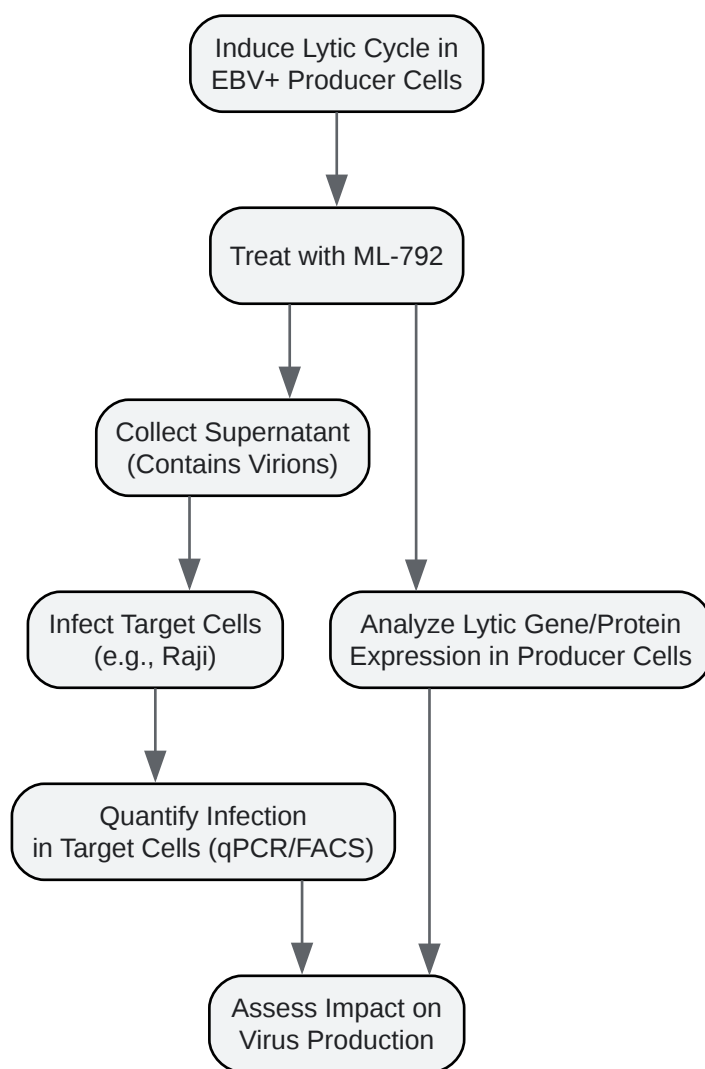 Induce Lytic Cycle in
EBV+ Producer Cells
Treat with ML-792
Collect Supernatant
(Contains Virions)
Infect Target Cells
(e.g., Raji)
Analyze Lytic Gene/Protein
Expression in Producer Cells
Quantify Infection
in Target Cells (qPCR/FACS)
Assess Impact on
Virus Production